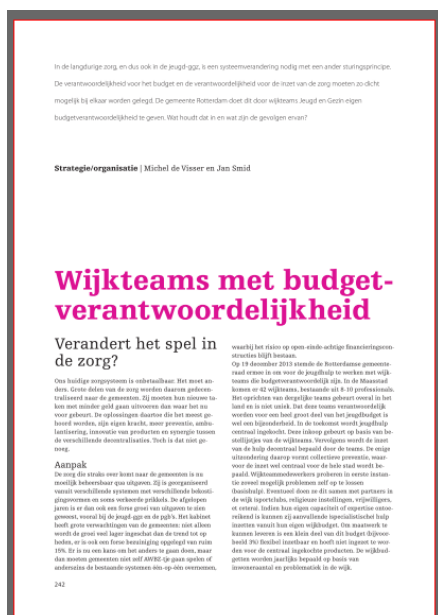 In de langdurige zorg, en dus ook in de jeugd-ggz, is een systeemverandering nodig met een ander sturingsprincipe.
De verantwoordelijkheid voor het budget en de verantwoordelijkheid voor de inzet van de zorg moeten zo dicht
mogelijk bij elkaar worden gelegd. De gemeente Rotterdam doet dit door wijkteams Jeugd en Gezin eigen
budgetverantwoordelijkheid te geven. Wat houdt dat in en wat zijn de gevolgen ervan?
Strategie/organisatie | Michel de Visser en Jan Smid
Wijkteams met budget-
verantwoordelijkheid
Verandert het spel in
de zorg?
Ons huidige zorgsysteem is onbetaalbaar. Het moet an-
ders. Grote delen van de zorg worden daarom gedecen-
traliseerd naar de gemeenten. Zij moeten hun nieuwe ta-
ken met minder geld gaan uitvoeren dan waar het nu
voor gebeurt. De oplossingen daartoe die het meest ge-
hoord worden, zijn eigen kracht, meer preventie, ambu-
lantisering, innovatie van producten en synergie tussen
de verschillende decentralisaties. Toch is dat niet ge-
noeg.
Aanpak
De zorg die straks over komt naar de gemeenten is nu
moeilijk beheersbaar qua uitgaven. Zij is georganiseerd
vanuit verschillende systemen met verschillende bekosti-
gingsvormen en soms verkeerde prikkels. De afgelopen
jaren is er dan ook een forse groei van uitgaven te zien
geweest, vooral bij de jeugd-ggz en de pgb's. Het kabinet
heeft grote verwachtingen van de gemeenten: niet alleen
wordt de groei veel lager ingeschat dan de trend tot op
heden, er is ook een forse bezuiniging opgelegd van ruim
15%. Er is nu een kans om het anders te gaan doen, maar
dan moeten gemeenten niet zelf AWBZ-tje gaan spelen of
anderszins de bestaande systemen één-op-één overnemen,
waarbij het risico op open-einde-achtige financieringscon-
structies blijft bestaan.
Op 19 december 2013 stemde de Rotterdamse gemeente-
raad ermee in om voor de jeugdhulp te werken met wijk-
teams die budgetverantwoordelijk zijn. In de Maasstad
komen er 42 wijkteams, bestaande uit 8-10 professionals.
Het oprichten van dergelijke teams gebeurt overal in het
land en is niet uniek. Dat deze teams verantwoordelijk
worden voor een heel groot deel van het jeugdbudget is
wel een bijzonderheid. In de toekomst wordt jeugdhulp
centraal ingekocht. Deze inkoop gebeurt op basis van be-
stellijstjes van de wijkteams. Vervolgens wordt de inzet
van de hulp decentraal bepaald door de teams. De enige
uitzondering daarop vormt collectieve preventie, waar-
voor de inzet wel centraal voor de hele stad wordt be-
paald. Wijkteammedewerkers proberen in eerste instan-
tie zoveel mogelijk problemen zelf op te lossen
(basishulp). Eventueel doen ze dit samen met partners in
de wijk (sportclubs, religieuze instellingen, vrijwilligers,
et cetera). Indien hun eigen capaciteit of expertise ontoe-
reikend is kunnen zij aanvullende (specialistische) hulp
inzetten vanuit hun eigen wijkbudget. Om maatwerk te
kunnen leveren is een klein deel van dit budget (bijvoor-
beeld 3%) flexibel inzetbaar en hoeft niet ingezet te wor-
den voor de centraal ingekochte producten. De wijkbud-
getten worden jaarlijks bepaald op basis van
inwoneraantal en problematiek in de wijk.
242